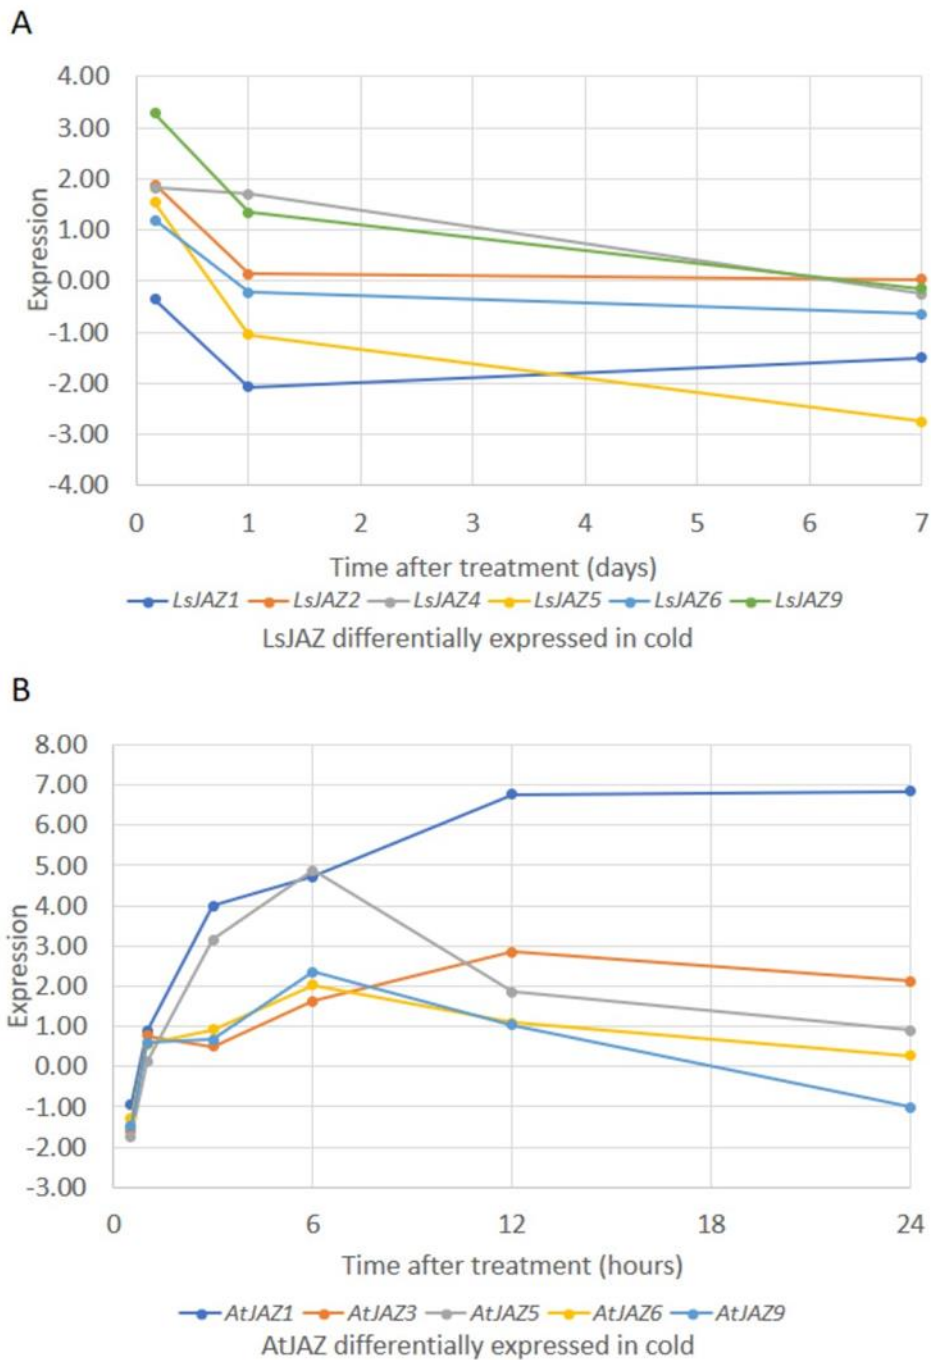 A
4.00
3.00
2.00
1.00
0.00
-1.00
-2.00
-3.00
-4.00
Expression
0 1 2 3 4 5 6 7
Time after treatment (days)
LsJAZ1 LsJAZ2 LsJAZ4 LsJAZ5 LsJAZ6 LsJAZ9
LsJAZ differentially expressed in cold
B
8.00
7.00
6.00
5.00
4.00
3.00
2.00
1.00
0.00
-1.00
-2.00
-3.00
Expression
0 6 12 18 24
Time after treatment (hours)
AtJAZ1 AtJAZ3 AtJAZ5 AtJAZ6 AtJAZ9
AtJAZ differentially expressed in cold